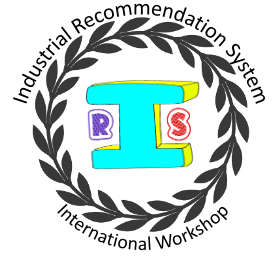 Industrial Recommendation System
R I S
International Workshop